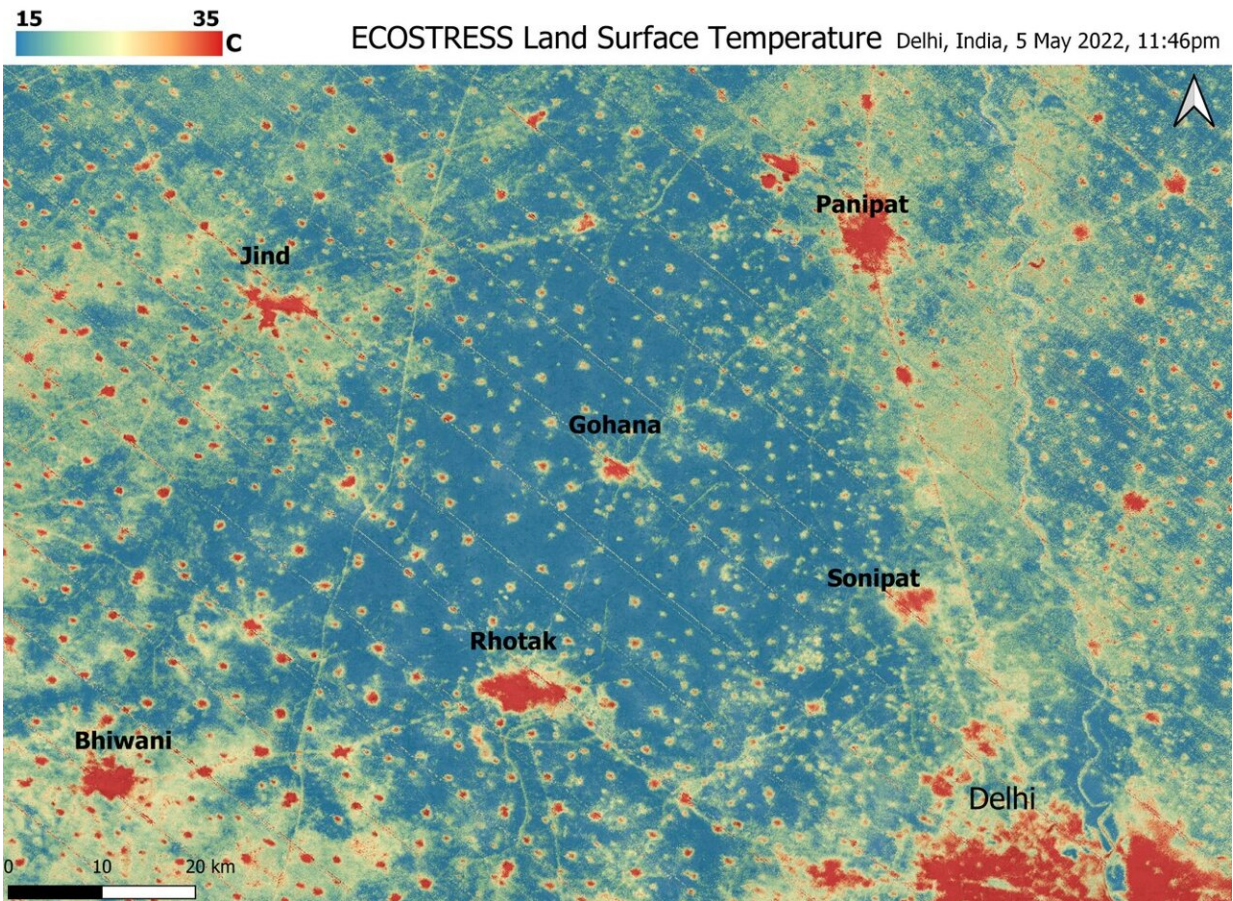 15 35
C
ECOSTRESS Land Surface Temperature Delhi, India, 5 May 2022, 11:46pm
Panipat
Jind
Gohana
Sonipat
Rhotak
Bhiwani
Delhi
0 10 20 km